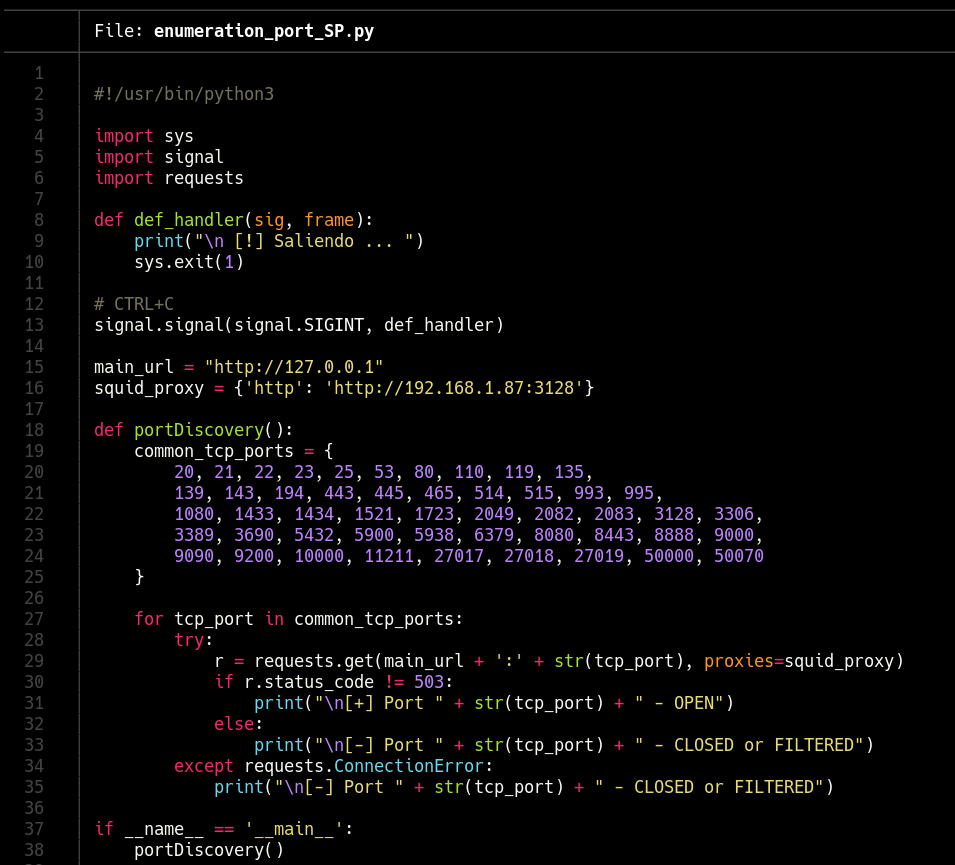 File: enumeration_port_SP.py
1
2 #!/usr/bin/python3
3
4 import sys
5 import signal
6 import requests
7
8 def def_handler(sig, frame):
9     print("\n [!] Saliendo ... ")
10     sys.exit(1)
11
12 # CTRL+C
13 signal.signal(signal.SIGINT, def_handler)
14
15 main_url = "http://127.0.0.1"
16 squid_proxy = {'http': 'http://192.168.1.87:3128'}
17
18 def portDiscovery():
19     common_tcp_ports = {
20         20, 21, 22, 23, 25, 53, 80, 110, 119, 135,
21         139, 143, 194, 443, 445, 465, 514, 515, 993, 995,
22         1080, 1433, 1434, 1521, 1723, 2049, 2082, 2083, 3128, 3306,
23         3389, 3690, 5432, 5900, 5938, 6379, 8080, 8443, 8888, 9000,
24         9090, 9200, 10000, 11211, 27017, 27018, 27019, 50000, 50070
25     }
26
27     for tcp_port in common_tcp_ports:
28         try:
29             r = requests.get(main_url + ':' + str(tcp_port), proxies=squid_proxy)
30             if r.status_code != 503:
31                 print("\n[+] Port " + str(tcp_port) + " - OPEN")
32             else:
33                 print("\n[-] Port " + str(tcp_port) + " - CLOSED or FILTERED")
34         except requests.ConnectionError:
35             print("\n[-] Port " + str(tcp_port) + " - CLOSED or FILTERED")
36
37 if __name__ == '__main__':
38     portDiscovery()